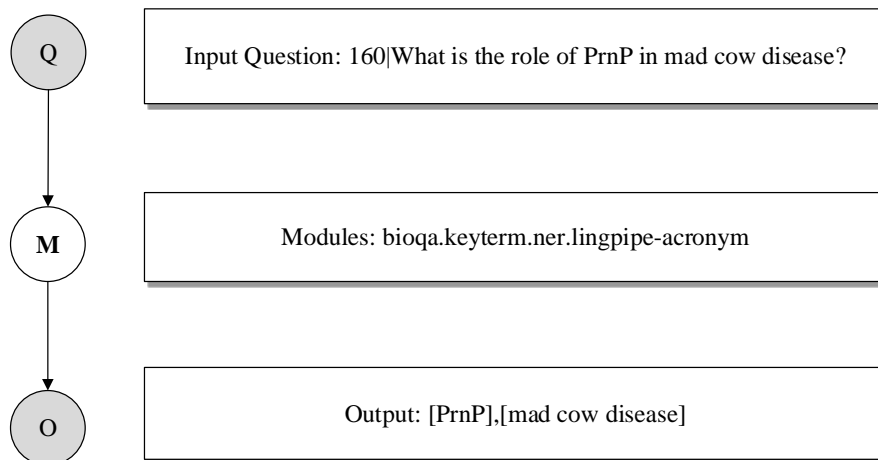 Q
Input Question: 160|What is the role of PrnP in mad cow disease?
M
Modules: bioqa.keyterm.ner.lingpipe-acronym
O
Output: [PrnP],[mad cow disease]